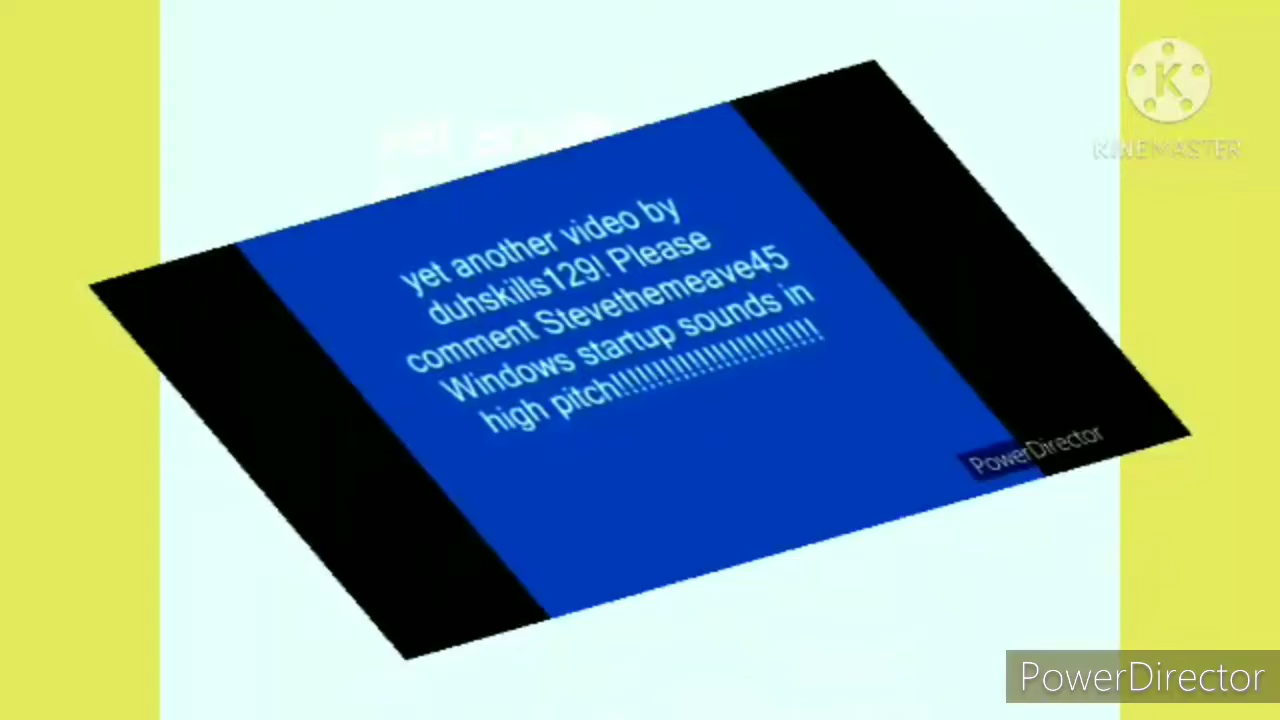 yet another video by
duhskills129! Please
comment Stevethemeave45
Windows startup sounds in
high pitch!!!!!!!!!!!!!!!!!!!!!!!!
PowerDirector
KINEMASTER
PowerDirector